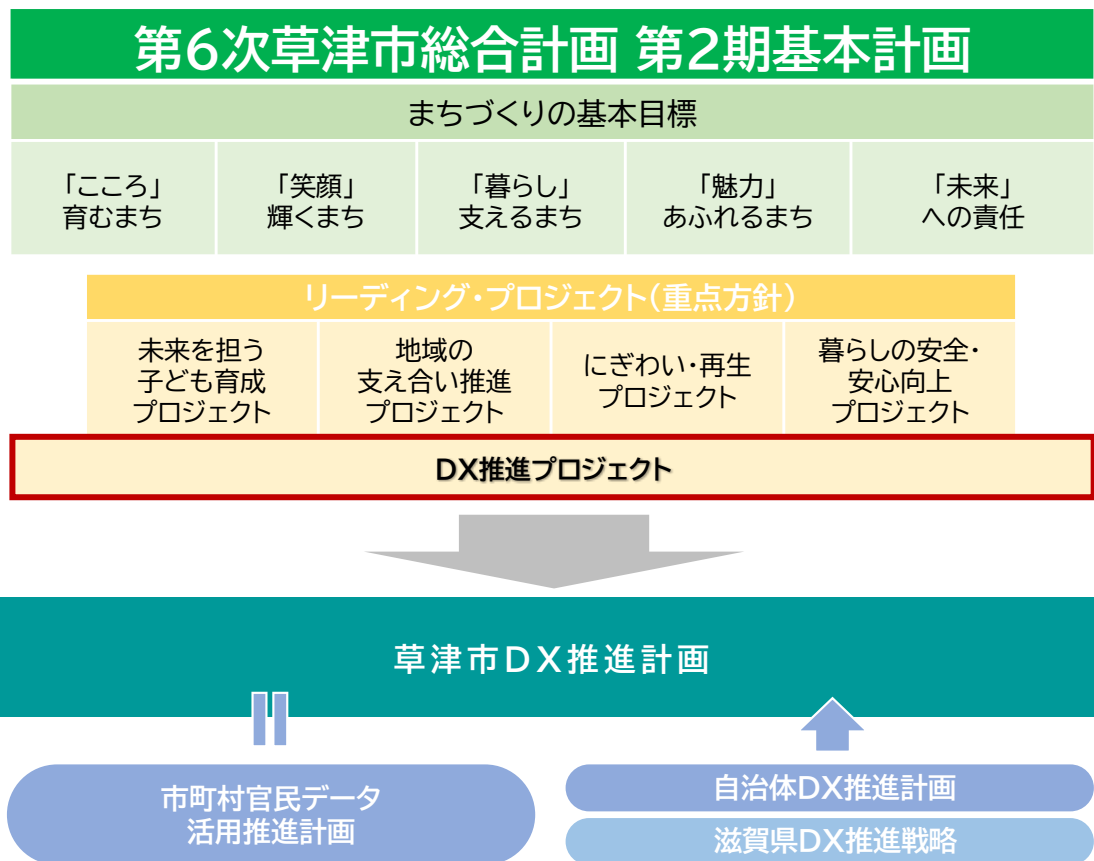 第6次草津市総合計画 第2期基本計画
まちづくりの基本目標
「こころ」
育むまち
「笑顔」
輝くまち
「暮らし」
支えるまち
「魅力」
あふれるまち
「未来」
への責任
リーディング・プロジェクト(重点方針)
未来を担う
子ども育成
プロジェクト
地域の
支え合い推進
プロジェクト
にぎわい・再生
プロジェクト
暮らしの安全・
安心向上
プロジェクト
DX推進プロジェクト
草津市DX推進計画
市町村官民データ
活用推進計画
自治体DX推進計画
滋賀県DX推進戦略